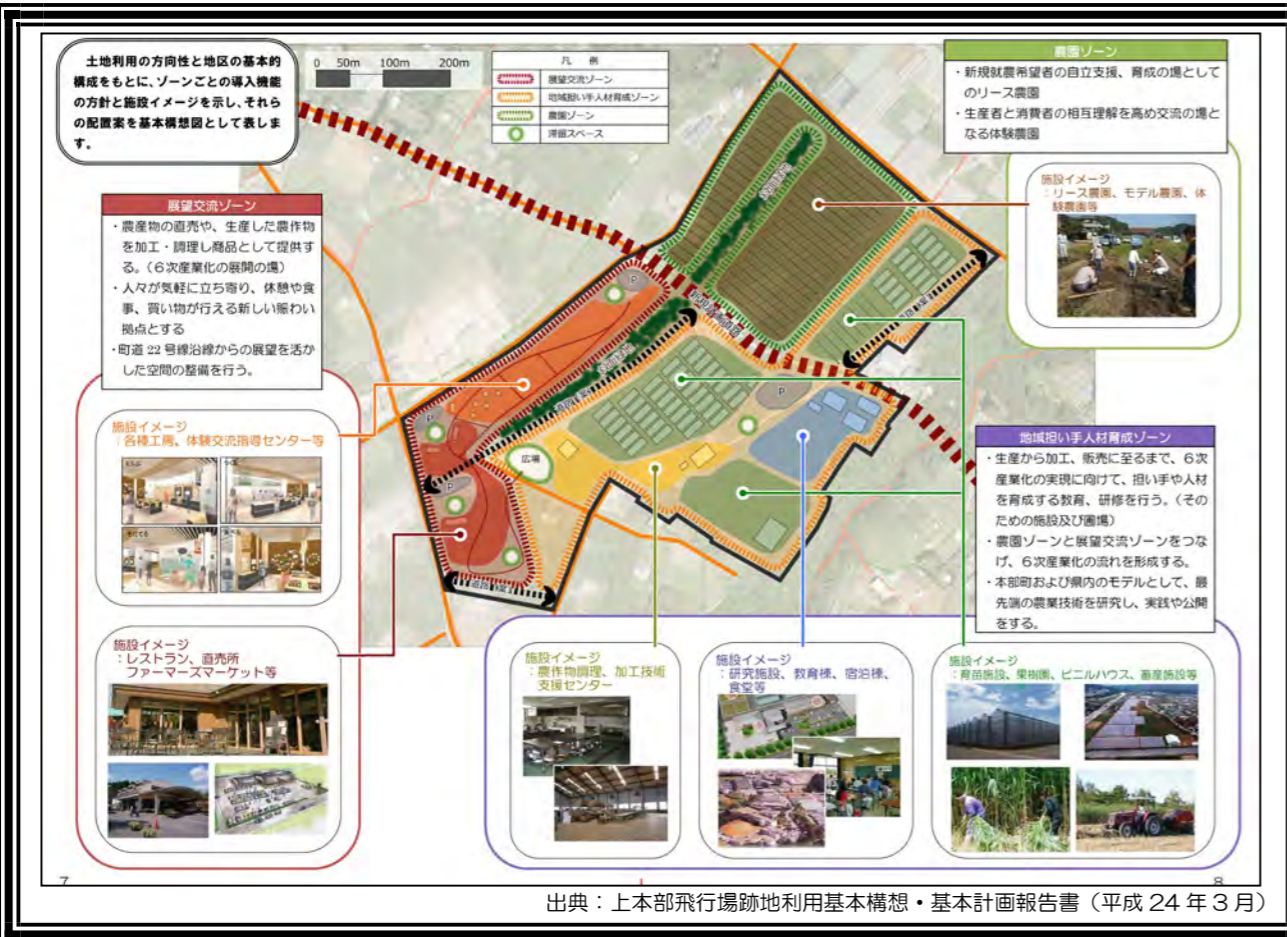 土地利用の方向性と地区の基本的
構成をもとに、ゾーンごとの導入機能
の方針と施設イメージを示し、それら
の配置案を基本構想図として表しま
す。
0 50m 100m 200m
凡 例
展望交流ゾーン
地域担い手人材育成ゾーン
農園ゾーン
滞留スペース
農園ゾーン
・新規就農希望者の自立支援、育成の場として
のリース農園
・生産者と消費者の相互理解を高め交流の場と
なる体験農園
施設イメージ
：リース農園、モデル農園、体
験農園等
展望交流ゾーン
・農産物の直売や、生産した農作物
を加工・調理し商品として提供す
る。（６次産業化の展開の場）
・人々が気軽に立ち寄り、休憩や食
事、買い物が行える新しい賑わい
拠点とする
・町道 22 号線沿線からの展望を活か
した空間の整備を行う。
施設イメージ
：各種工房、体験交流指導センター等
施設イメージ
：レストラン、直売所
ファーマーズマーケット等
P
P
P
P
広場
地域担い手人材育成ゾーン
・生産から加工、販売に至るまで、６次
産業化の実現に向けて、担い手や人材
を育成する教育、研修を行う。（その
ための施設及び圃場）
・農園ゾーンと展望交流ゾーンをつな
げ、６次産業化の流れを形成する。
・本部町および県内のモデルとして、最
先端の農業技術を研究し、実践や公開
をする。
施設イメージ
：農作物調理、加工技術
支援センター
施設イメージ
：研究施設、教育棟、宿泊棟、
食堂等
施設イメージ
：育苗施設、果樹園、ビニルハウス、畜産施設等
7
8
出典：上本部飛行場跡地利用基本構想・基本計画報告書（平成 24 年 3 月）